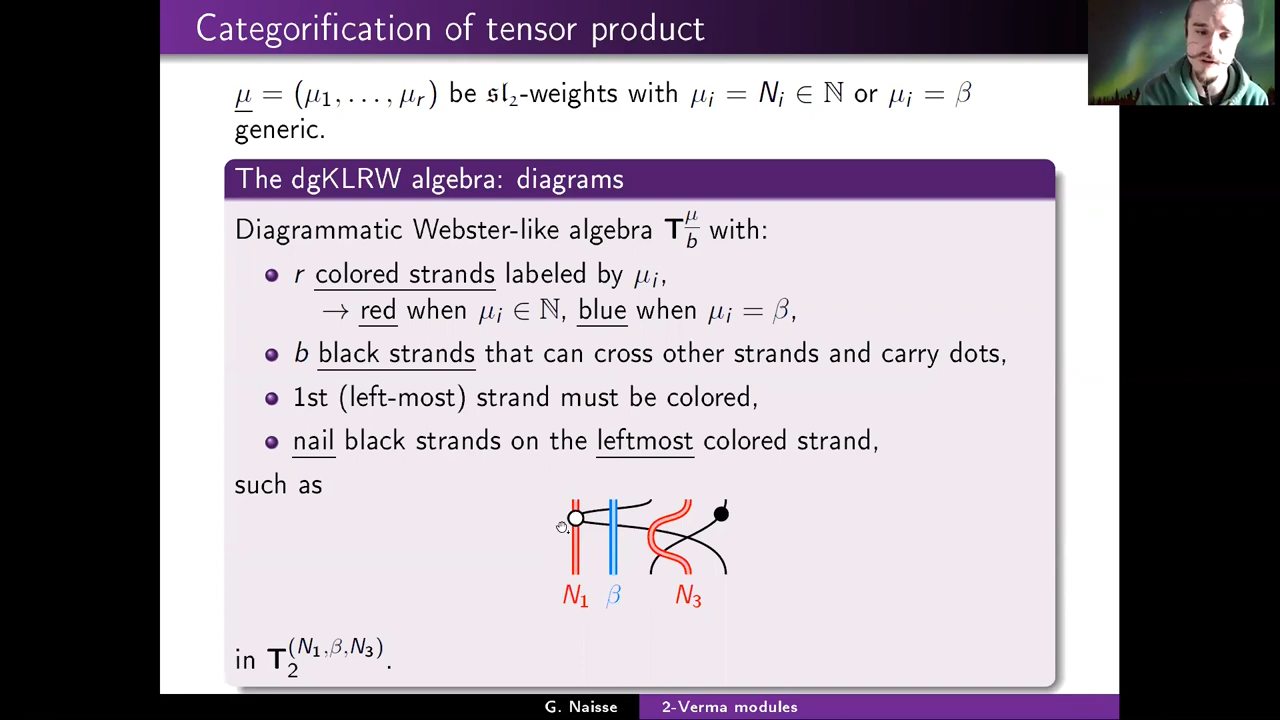 Categorification of tensor product
μ = (μ₁, …, μᵣ) be 𝔰𝔩₂-weights with μᵢ = Nᵢ ∈ ℕ or μᵢ = β
generic.
The dgKLRW algebra: diagrams
Diagrammatic Webster-like algebra T_b^μ with:
r colored strands labeled by μᵢ,
→ red when μᵢ ∈ ℕ, blue when μᵢ = β,
b black strands that can cross other strands and carry dots,
1st (left-most) strand must be colored,
nail black strands on the leftmost colored strand,
such as
N₁ β N₃
in T₂^(N₁,β,N₃).
G. Naisse 2-Verma modules